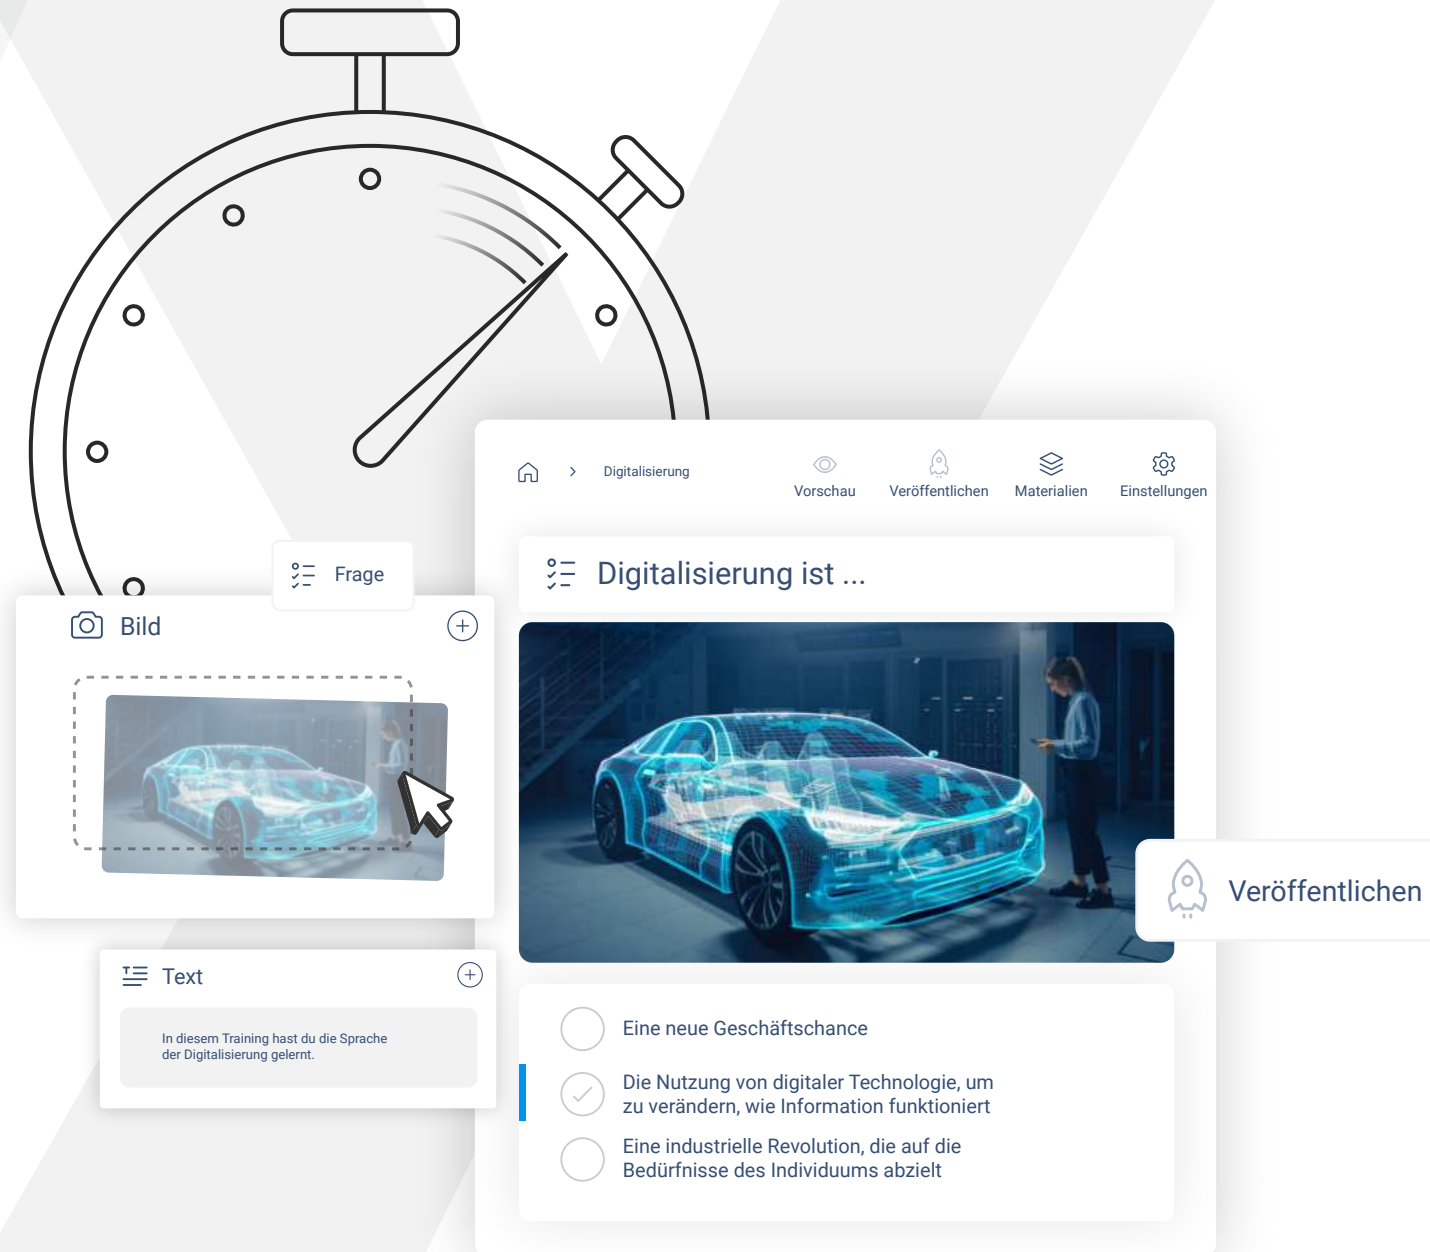 Digitalisierung
Vorschau
Veröffentlichen
Materialien
Einstellungen
Frage
Digitalisierung ist ...
Bild
Veröffentlichen
Text
In diesem Training hast du die Sprache
der Digitalisierung gelernt.
Eine neue Geschäftschance
Die Nutzung von digitaler Technologie, um
zu verändern, wie Information funktioniert
Eine industrielle Revolution, die auf die
Bedürfnisse des Individuums abzielt